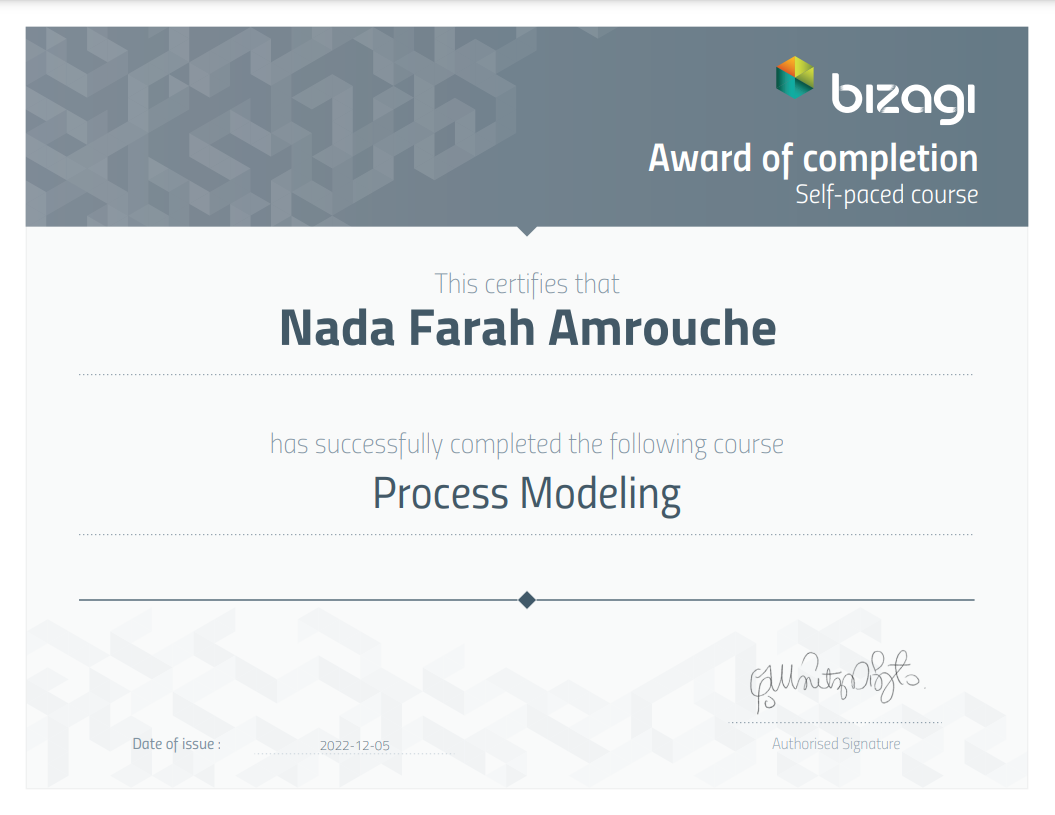 bizagi
Award of completion
Self-paced course
This certifies that
Nada Farah Amrouche
has successfully completed the following course
Process Modeling
Date of issue :
2022-12-05
Authorised Signature